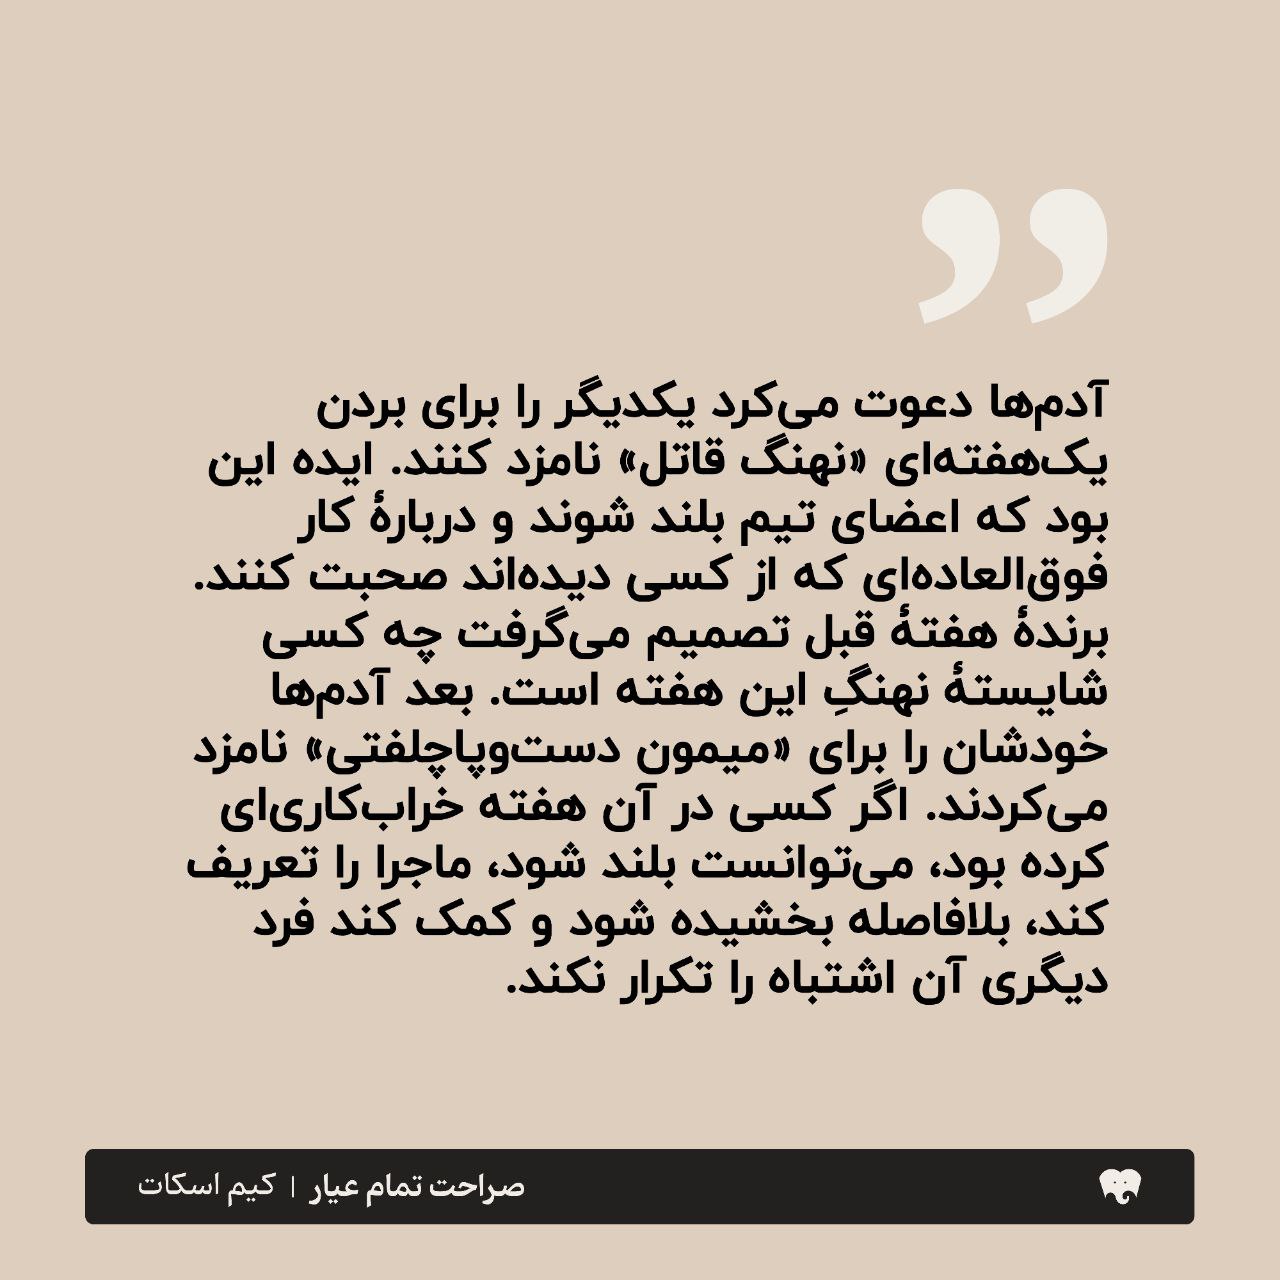 ”
آدم‌ها دعوت می‌کرد یکدیگر را برای بردن
یک‌هفته‌ای «نهنگ قاتل» نامزد کنند. ایده این
بود که اعضای تیم بلند شوند و دربارهٔ کار
فوق‌العاده‌ای که از کسی دیده‌اند صحبت کنند.
برندهٔ هفتهٔ قبل تصمیم می‌گرفت چه کسی
شایستهٔ نهنگِ این هفته است. بعد آدم‌ها
خودشان را برای «میمون دست‌وپاچلفتی» نامزد
می‌کردند. اگر کسی در آن هفته خراب‌کاری‌ای
کرده بود، می‌توانست بلند شود، ماجرا را تعریف
کند، بلافاصله بخشیده شود و کمک کند فرد
دیگری آن اشتباه را تکرار نکند.
صراحت تمام عیار | کیم اسکات